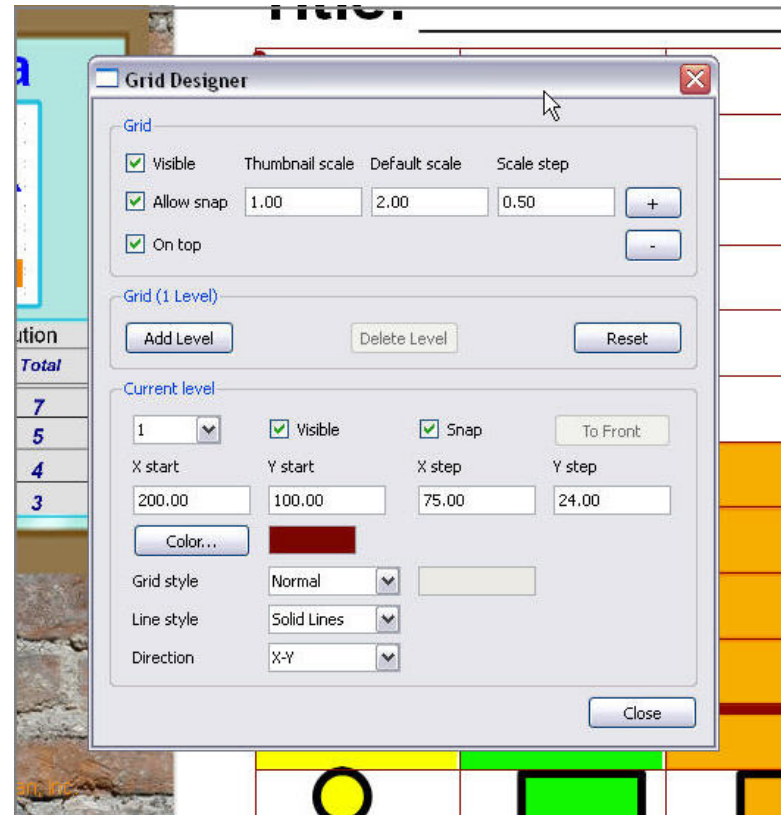 Title:
Grid Designer
Grid
Visible Thumbnail scale Default scale Scale step
Allow snap 1.00 2.00 0.50 +
On top -
Grid (1 Level)
Add Level Delete Level Reset
Current level
1 Visible Snap To Front
X start Y start X step Y step
200.00 100.00 75.00 24.00
Color...
Grid style Normal
Line style Solid Lines
Direction X-Y
Close
Total
7
5
4
3